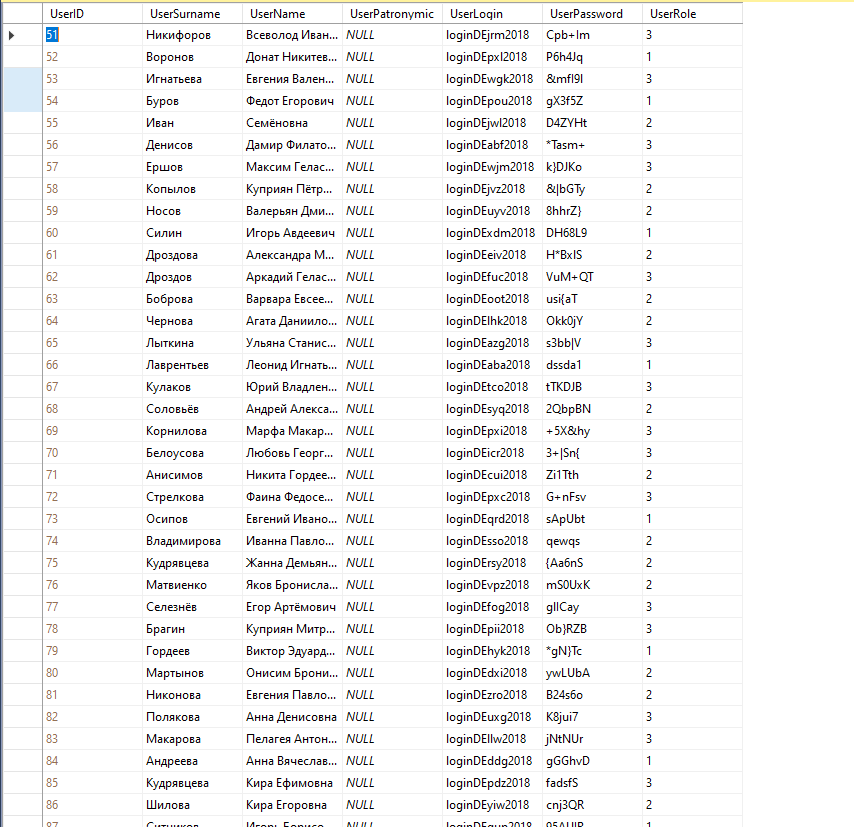 UserID UserSurname UserName UserPatronymic UserLogin UserPassword UserRole
51 Никифоров Всеволод Иван... NULL loginDEjrm2018 Cpb+Im 3
52 Воронов Донат Никитев... NULL loginDEpxl2018 P6h4Jq 1
53 Игнатьева Евгения Вален... NULL loginDEwgk2018 &mfI9l 3
54 Буров Федот Егорович NULL loginDEpou2018 gX3f5Z 1
55 Иван Семёновна NULL loginDEjwl2018 D4ZYHt 2
56 Денисов Дамир Филато... NULL loginDEabf2018 *Tasm+ 3
57 Ершов Максим Гелас... NULL loginDEwjm2018 k}DJKo 3
58 Копылов Куприян Пётр... NULL loginDEjvz2018 &|bGTy 2
59 Носов Валерьян Дми... NULL loginDEuyv2018 8hhrZ} 2
60 Силин Игорь Авдеевич NULL loginDExdm2018 DH68L9 1
61 Дроздова Александра М... NULL loginDEeiv2018 H*BxlS 2
62 Дроздов Аркадий Гелас... NULL loginDEfuc2018 VuM+QT 3
63 Боброва Варвара Евсее... NULL loginDEoot2018 usi{aT 2
64 Чернова Агата Даниило... NULL loginDElhk2018 Okk0jY 2
65 Лыткина Ульяна Станис... NULL loginDEazg2018 s3bb|V 3
66 Лаврентьев Леонид Игнать... NULL loginDEaba2018 dssda1 1
67 Кулаков Юрий Владлен... NULL loginDEtco2018 tTKDJB 3
68 Соловьёв Андрей Алекса... NULL loginDEsyq2018 2QbpBN 2
69 Корнилова Марфа Макар... NULL loginDEpxi2018 +5X&hy 3
70 Белоусова Любовь Георг... NULL loginDEicr2018 3+|Sn{ 3
71 Анисимов Никита Гордее... NULL loginDEcui2018 Zi1Tth 2
72 Стрелкова Фаина Федосе... NULL loginDEpxc2018 G+nFsv 3
73 Осипов Евгений Ивано... NULL loginDEqrd2018 sApUbt 1
74 Владимирова Иванна Павло... NULL loginDEsso2018 qewqs 2
75 Кудрявцева Жанна Демьян... NULL loginDErsy2018 {Aa6nS 2
76 Матвиенко Яков Брониcла... NULL loginDEvpz2018 mS0UxK 2
77 Селезнёв Егор Артёмович NULL loginDEfog2018 glICay 3
78 Брагин Куприян Митр... NULL loginDEpii2018 Ob}RZB 3
79 Гордеев Виктор Эдуард... NULL loginDEhyk2018 *gN}Tc 1
80 Мартынов Онисим Брони... NULL loginDEdxi2018 ywLUbA 2
81 Никонова Евгения Павло... NULL loginDEzro2018 B24s6o 2
82 Полякова Анна Денисовна NULL loginDEuxg2018 K8jui7 3
83 Макарова Пелагея Антон... NULL loginDEllw2018 jNtNUr 3
84 Андреева Анна Вячеслав... NULL loginDEddg2018 gGGhvD 1
85 Кудрявцева Кира Ефимовна NULL loginDEpdz2018 fadsfS 3
86 Шилова Кира Егоровна NULL loginDEyiw2018 cnj3QR 2
87 Ситников Игорь Борисо... NULL 1